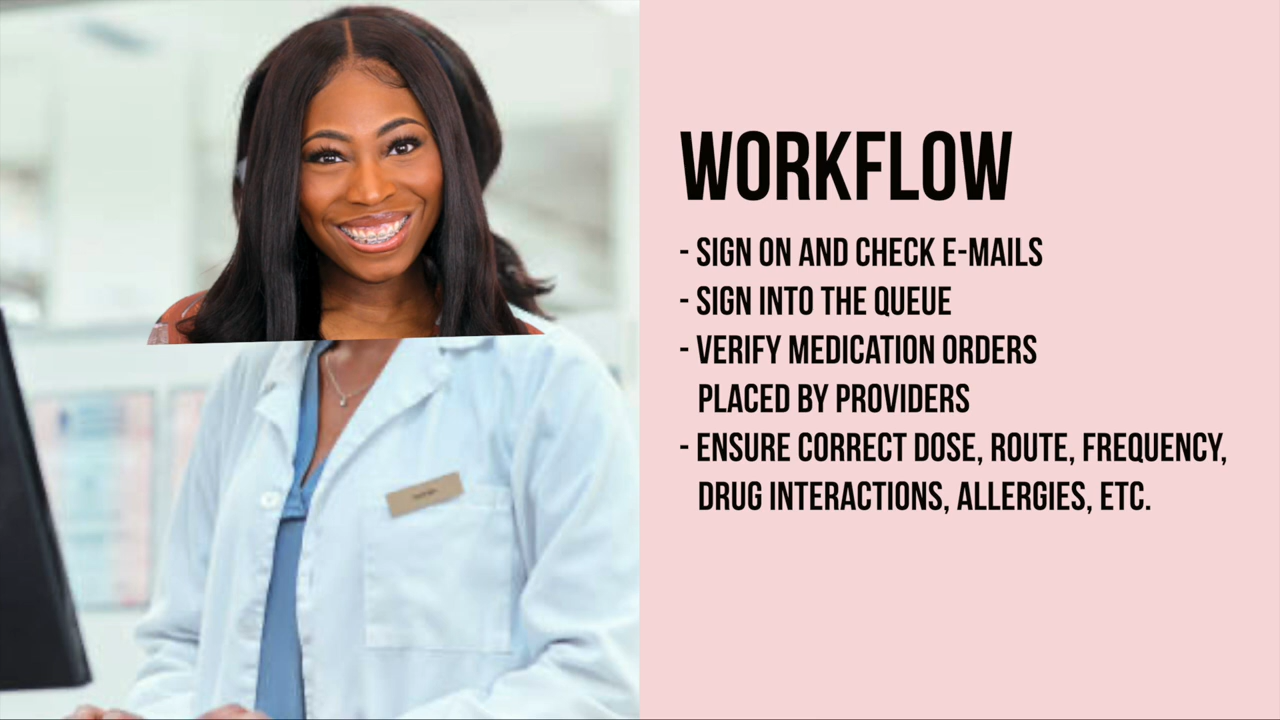 WORKFLOW
- SIGN ON AND CHECK E-MAILS
- SIGN INTO THE QUEUE
- VERIFY MEDICATION ORDERS
PLACED BY PROVIDERS
- ENSURE CORRECT DOSE, ROUTE, FREQUENCY,
DRUG INTERACTIONS, ALLERGIES, ETC.